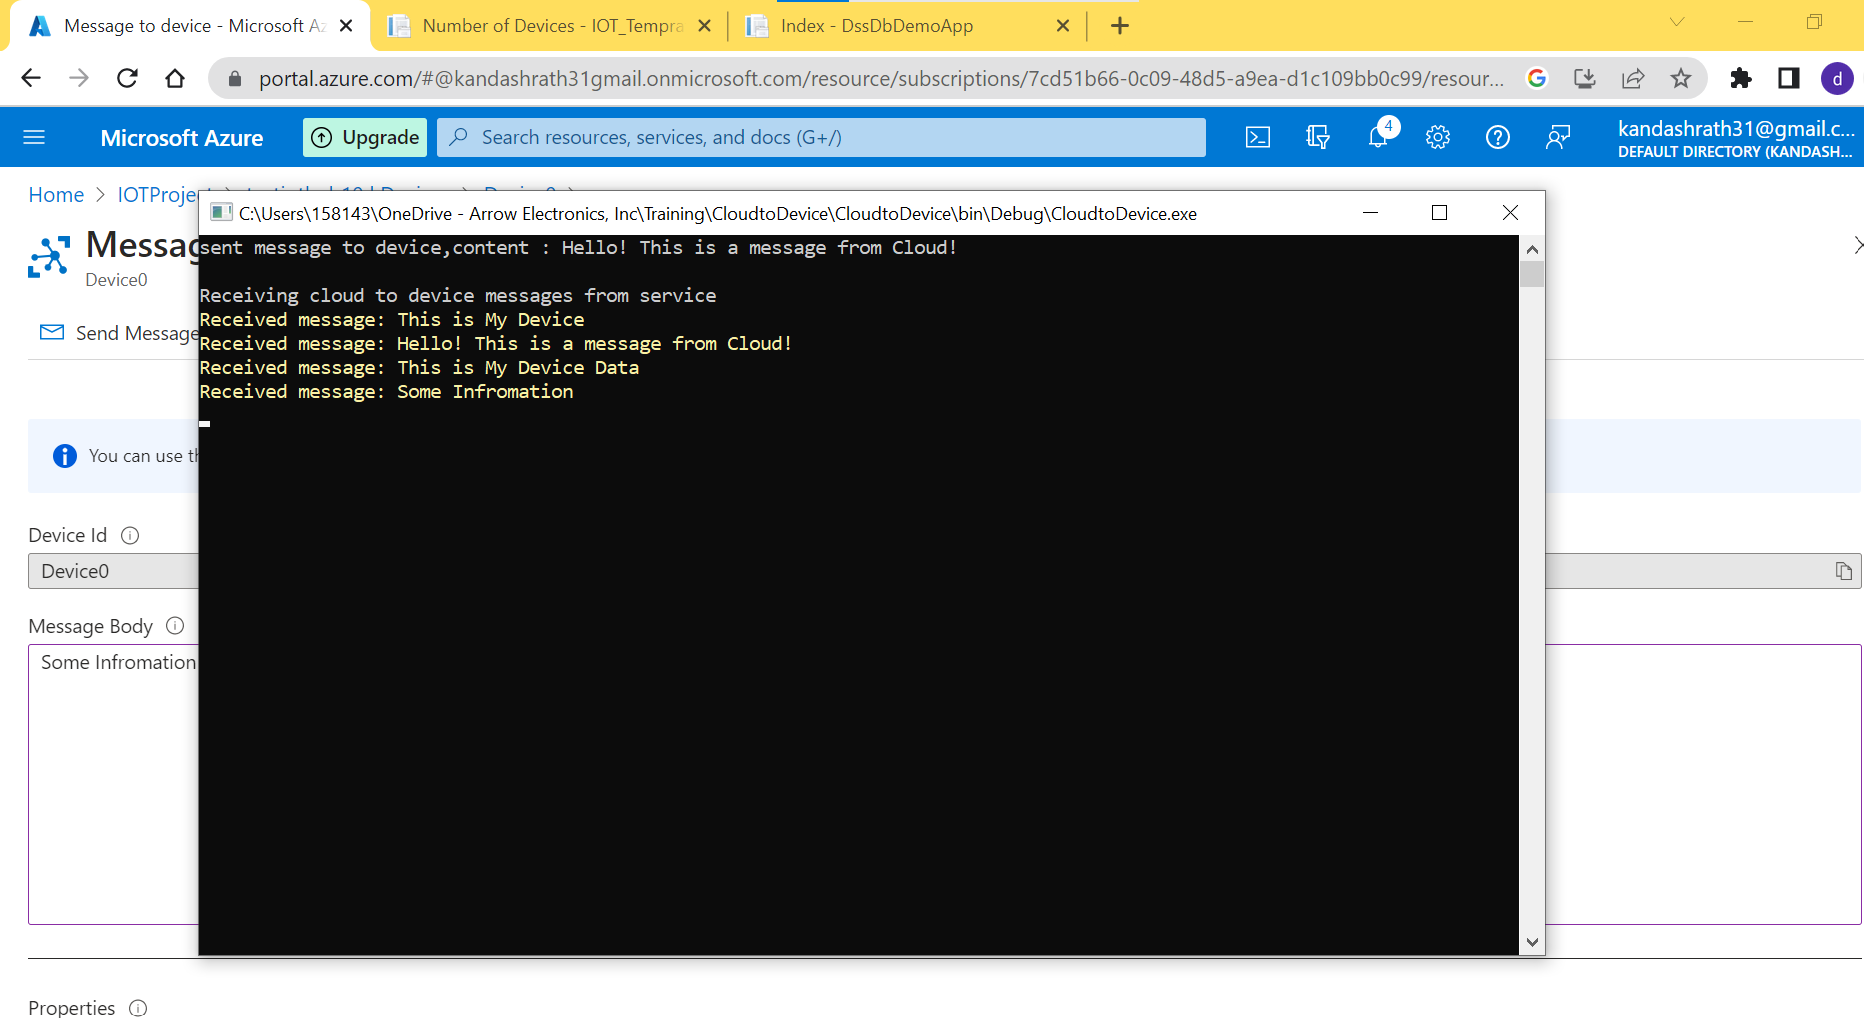 Message to device - Microsoft Az
Number of Devices - IOT_Tempra
Index - DssDbDemoApp
portal.azure.com/#@kandashrath31gmail.onmicrosoft.com/resource/subscriptions/7cd51b66-0c09-48d5-a9ea-d1c109bb0c99/resour...
d
Microsoft Azure
Upgrade
Search resources, services, and docs (G+/)
4
kandashrath31@gmail.c...
DEFAULT DIRECTORY (KANDASH...
Home > IOTProjec
C:\Users\158143\OneDrive - Arrow Electronics, Inc\Training\CloudtoDevice\CloudtoDevice\bin\Debug\CloudtoDevice.exe
Messag
Device0
Send Message
sent message to device,content : Hello! This is a message from Cloud!
Receiving cloud to device messages from service
Received message: This is My Device
Received message: Hello! This is a message from Cloud!
Received message: This is My Device Data
Received message: Some Infromation
You can use th
Device Id
Device0
Message Body
Some Infromation
Properties